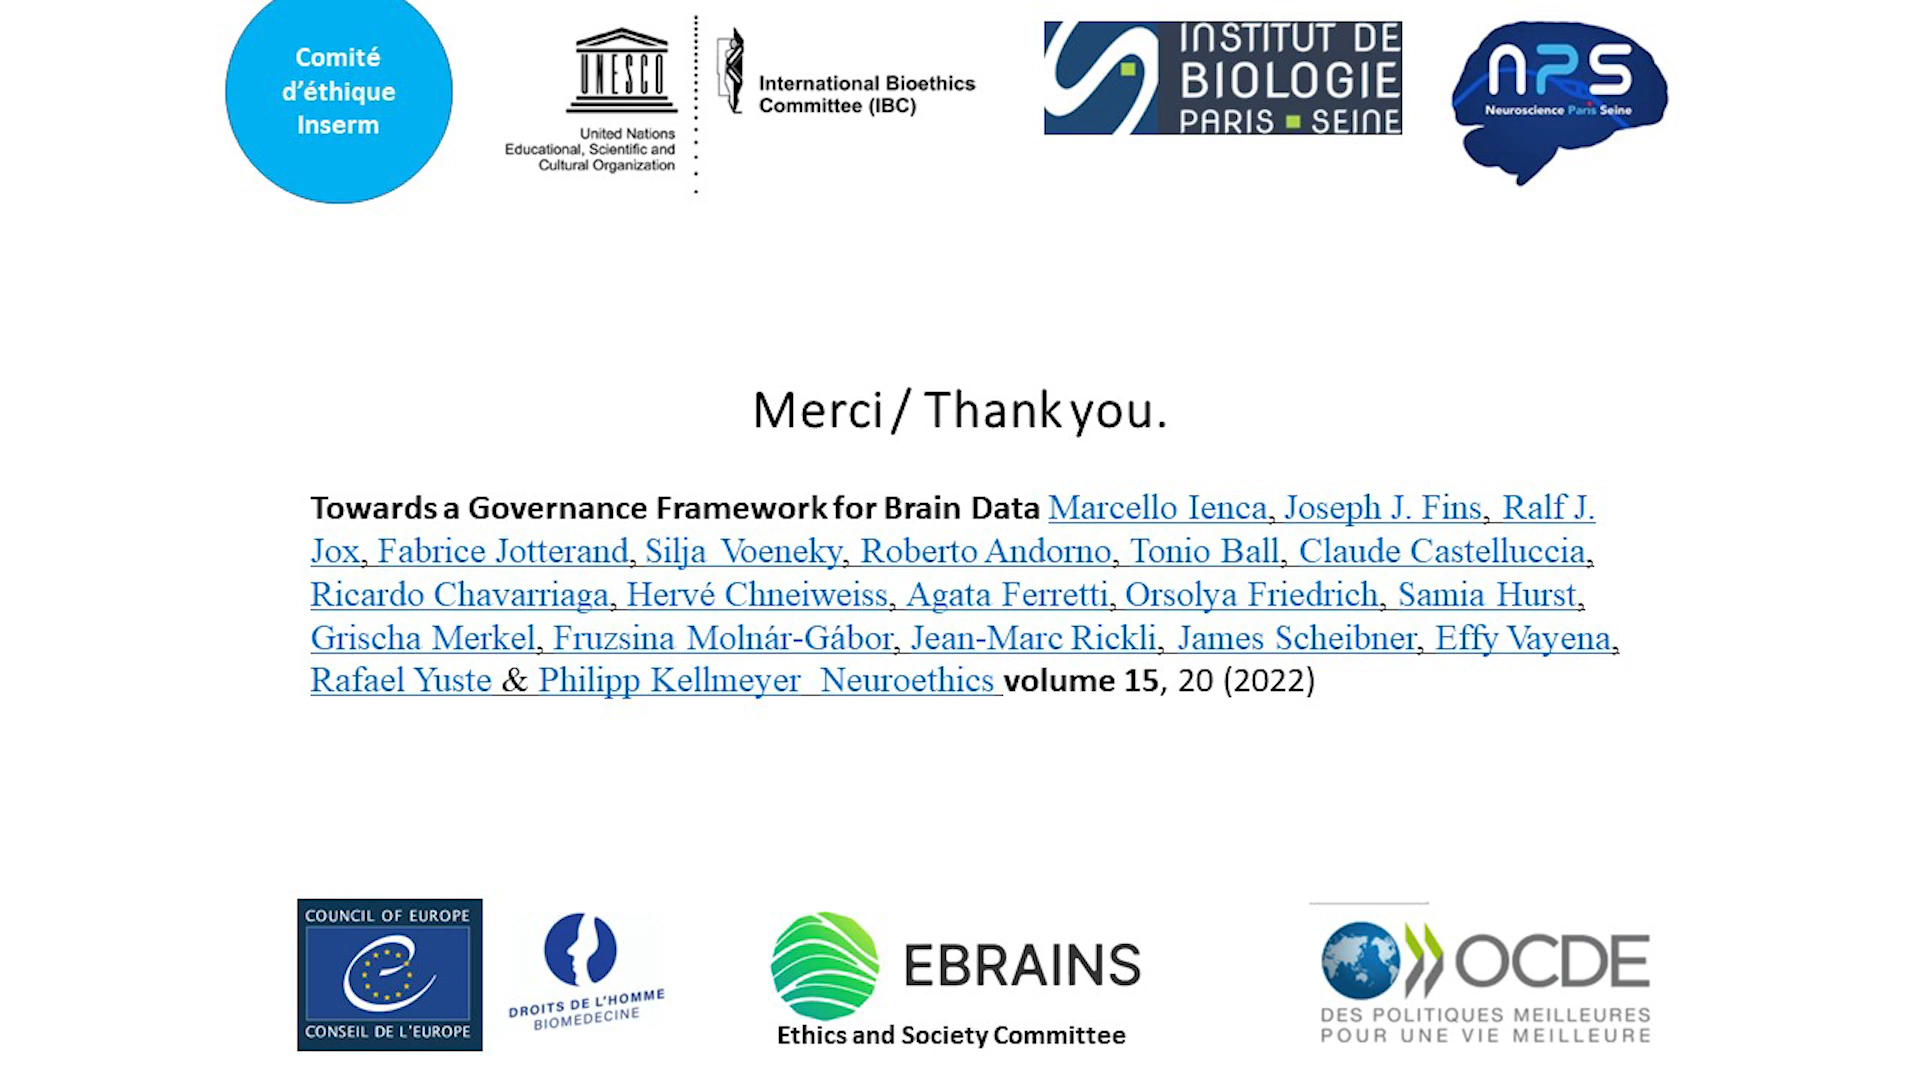 Comité
d'éthique
Inserm
UNESCO
United Nations
Educational, Scientific and
Cultural Organization
International Bioethics
Committee (IBC)
INSTITUT DE
BIOLOGIE
PARIS SEINE
NPS
Neuroscience Paris Seine
Merci / Thank you.
Towards a Governance Framework for Brain Data Marcello Ienca, Joseph J. Fins, Ralf J.
Jox, Fabrice Jotterand, Silja Voeneky, Roberto Andorno, Tonio Ball, Claude Castelluccia,
Ricardo Chavarriaga, Hervé Chneiweiss, Agata Ferretti, Orsolya Friedrich, Samia Hurst,
Grischa Merkel, Fruzsina Molnár-Gábor, Jean-Marc Rickli, James Scheibner, Effy Vayena,
Rafael Yuste & Philipp Kellmeyer Neuroethics volume 15, 20 (2022)
COUNCIL OF EUROPE
CONSEIL DE L'EUROPE
DROITS DE L'HOMME
BIOMEDECINE
EBRAINS
Ethics and Society Committee
OCDE
DES POLITIQUES MEILLEURES
POUR UNE VIE MEILLEURE